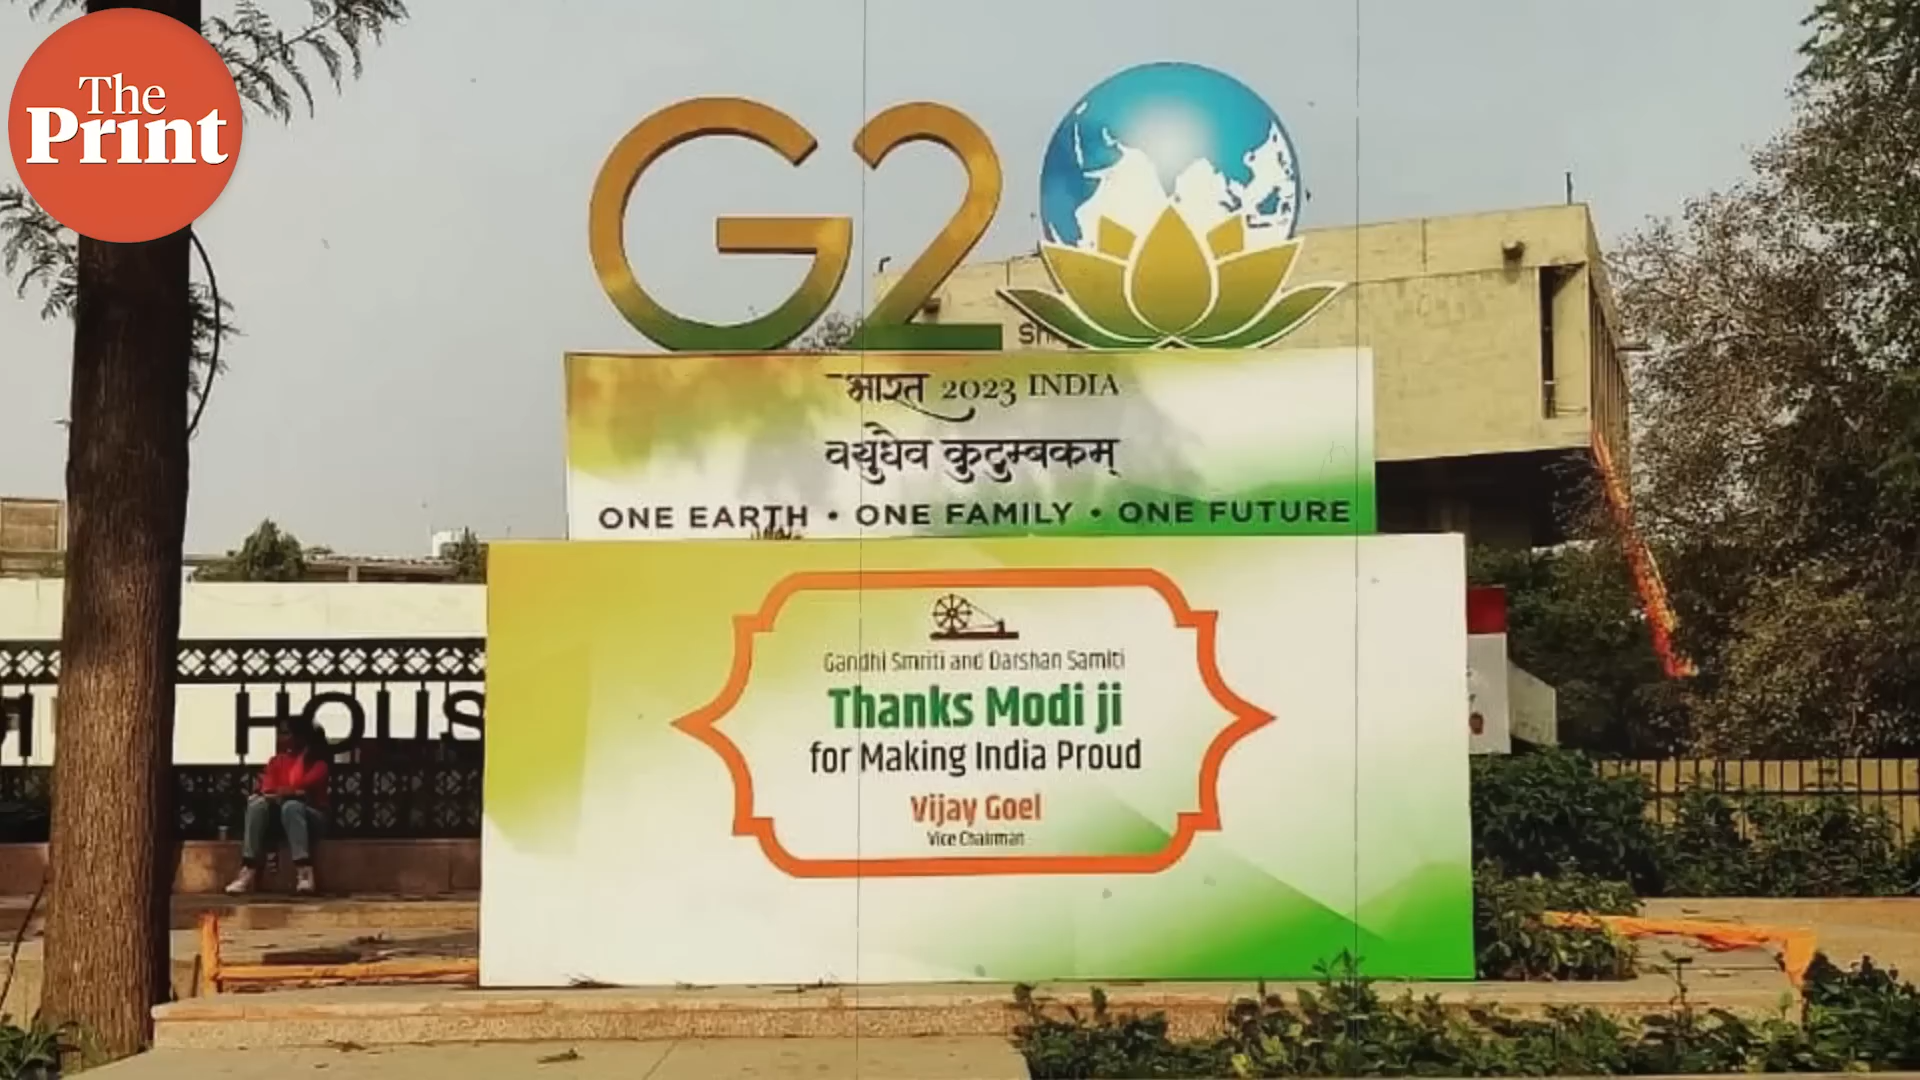 The
Print
G20
Sh
भारत 2023 INDIA
वसुधैव कुटुम्बकम्
ONE EARTH • ONE FAMILY • ONE FUTURE
Gandhi Smriti and Darshan Samiti
Thanks Modi ji
for Making India Proud
Vijay Goel
Vice Chairman
HOUS